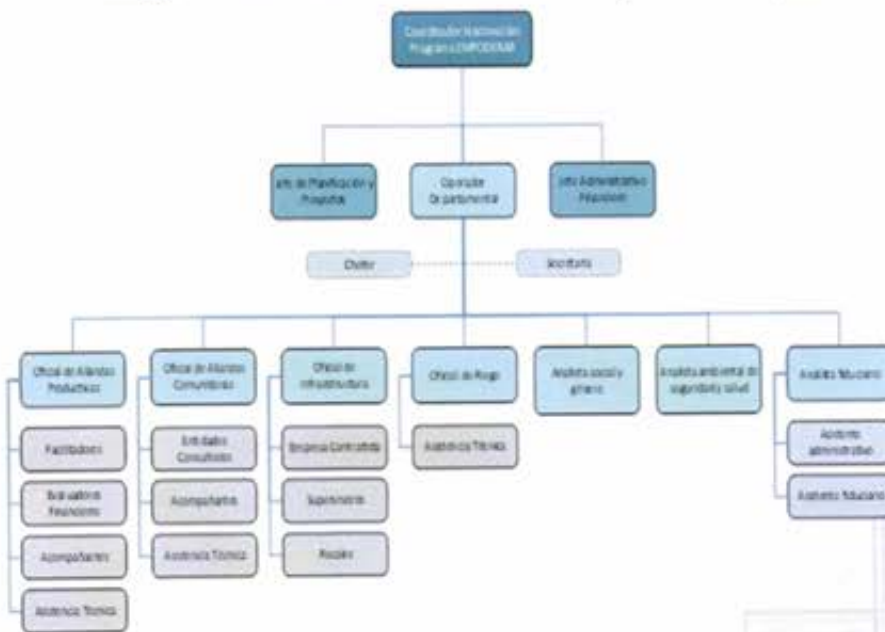 Coordinador Nacional del
Programa EMPODERAR
Jefe de Planificación y
Proyectos
Operador
Departamental
Jefe Administrativo
Financiero
Chofer
Secretaria
Oficial de Alianzas
Productivas
Oficial de Alianzas
Comunitarias
Oficial de
Infraestructura
Oficial de Riego
Analista social y
género
Analista ambiental de
seguridad y salud
Analista fiduciario
Facilitadores
Evaluadores
Financieros
Acompañantes
Asistencia Técnica
Entidades
Consultoras
Acompañantes
Asistencia Técnica
Empresa Contratista
Supervisores
Fiscales
Asistencia Técnica
Asistente
administrativo
Asistente fiduciario